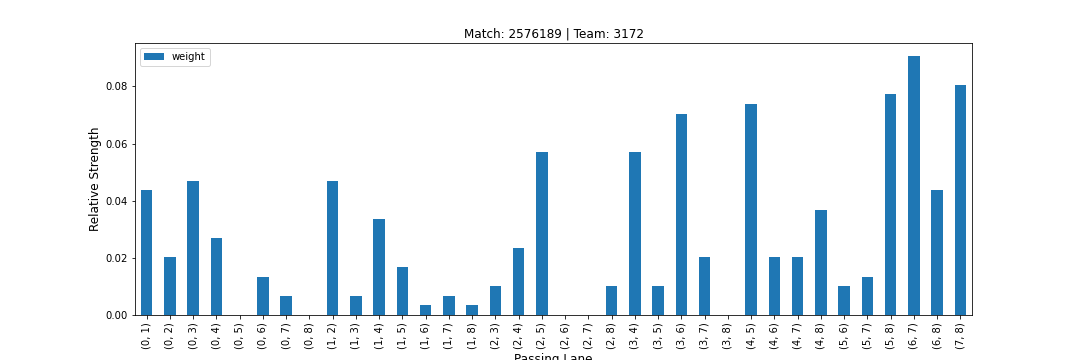 Match: 2576189 | Team: 3172
weight
Relative Strength
0.08
0.06
0.04
0.02
0.00
(0, 1) (0, 2) (0, 3) (0, 4) (0, 5) (0, 6) (0, 7) (0, 8) (1, 2) (1, 3) (1, 4) (1, 5) (1, 6) (1, 7) (1, 8) (2, 3) (2, 4) (2, 5) (2, 6) (2, 7) (2, 8) (3, 4) (3, 5) (3, 6) (3, 7) (3, 8) (4, 5) (4, 6) (4, 7) (4, 8) (5, 6) (5, 7) (5, 8) (6, 7) (6, 8) (7, 8)
Passing Lane